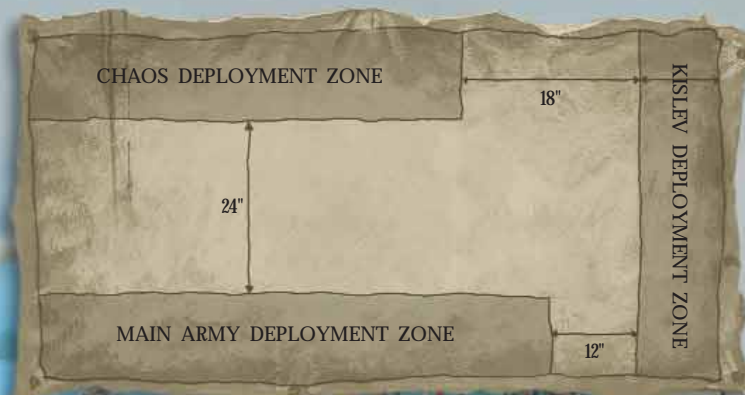 CHAOS DEPLOYMENT ZONE
18"
KISLEV DEPLOYMENT ZONE
24"
MAIN ARMY DEPLOYMENT ZONE
12"